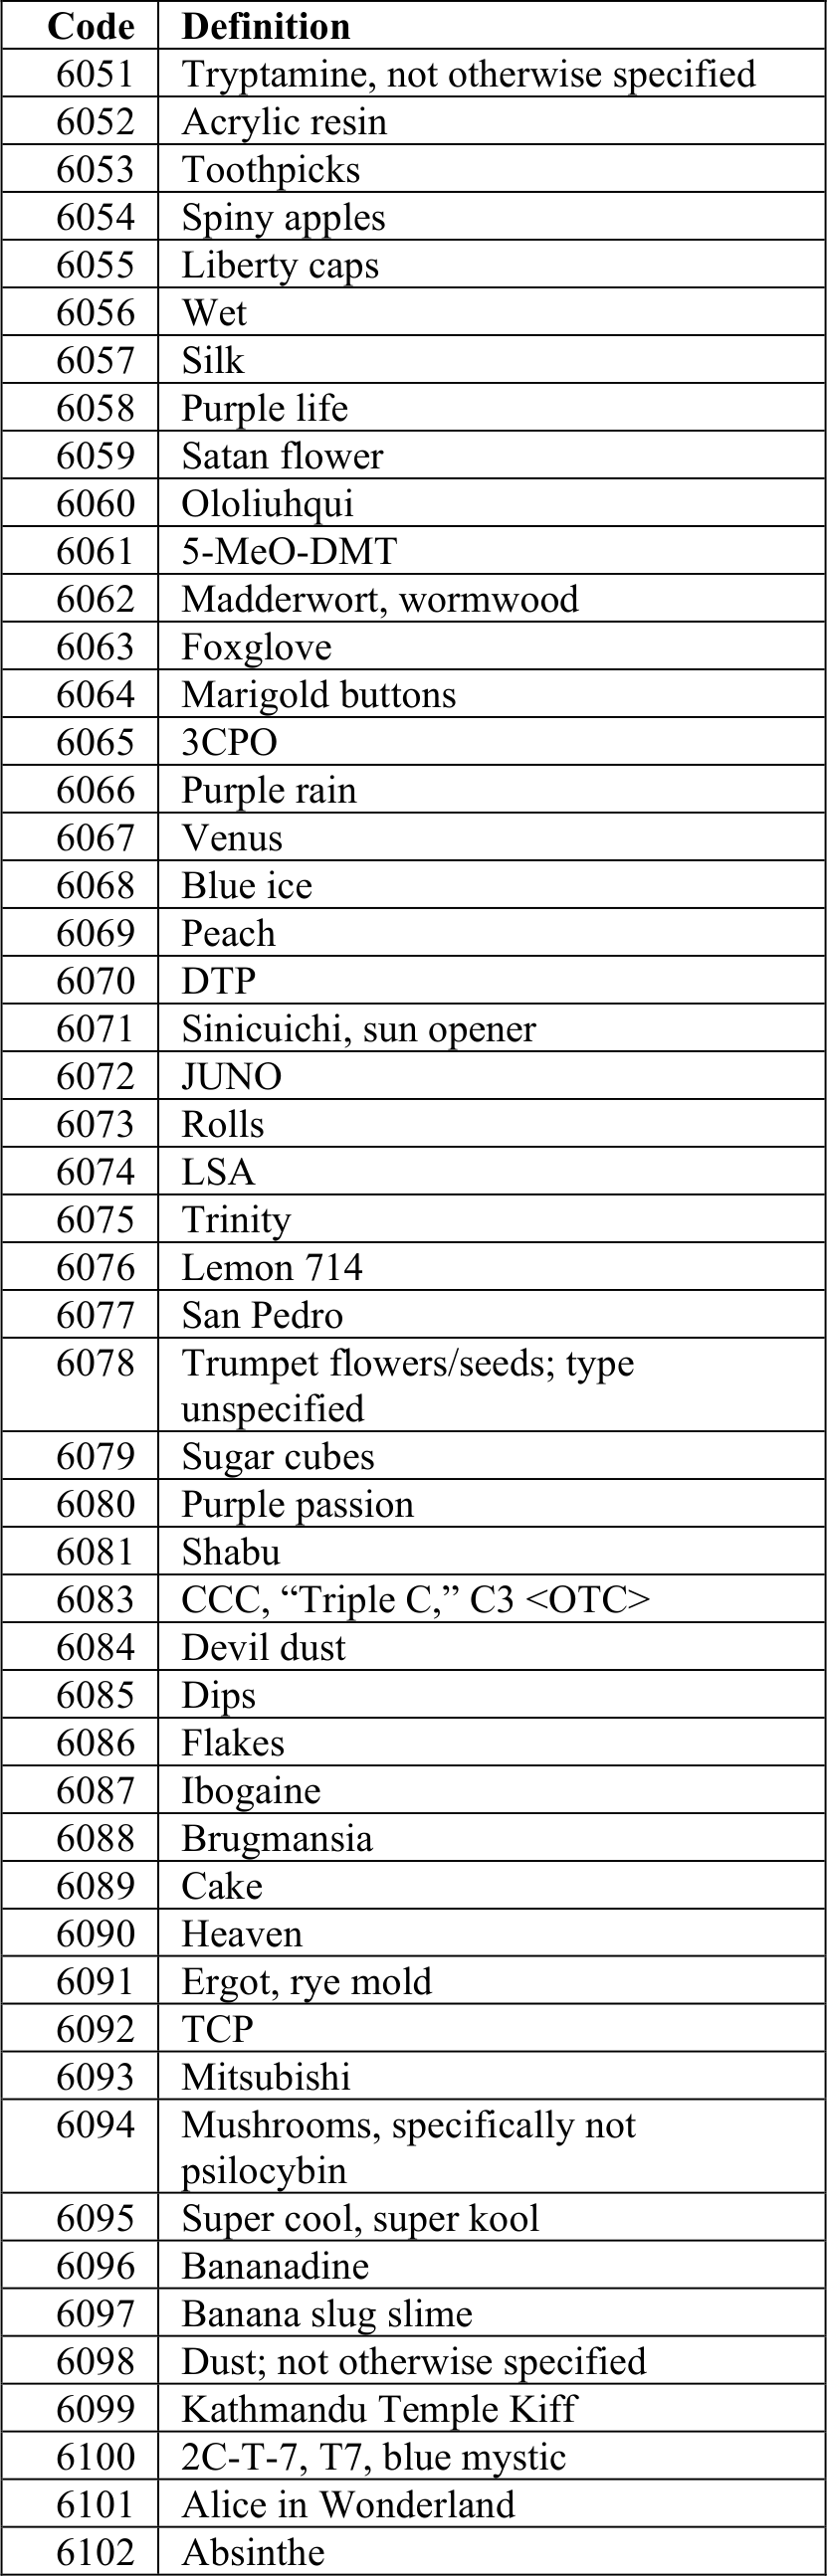 Code Definition
6051 Tryptamine, not otherwise specified
6052 Acrylic resin
6053 Toothpicks
6054 Spiny apples
6055 Liberty caps
6056 Wet
6057 Silk
6058 Purple life
6059 Satan flower
6060 Ololiuhqui
6061 5-MeO-DMT
6062 Madderwort, wormwood
6063 Foxglove
6064 Marigold buttons
6065 3CPO
6066 Purple rain
6067 Venus
6068 Blue ice
6069 Peach
6070 DTP
6071 Sinicuichi, sun opener
6072 JUNO
6073 Rolls
6074 LSA
6075 Trinity
6076 Lemon 714
6077 San Pedro
6078 Trumpet flowers/seeds; type
unspecified
6079 Sugar cubes
6080 Purple passion
6081 Shabu
6083 CCC, “Triple C,” C3 <OTC>
6084 Devil dust
6085 Dips
6086 Flakes
6087 Ibogaine
6088 Brugmansia
6089 Cake
6090 Heaven
6091 Ergot, rye mold
6092 TCP
6093 Mitsubishi
6094 Mushrooms, specifically not
psilocybin
6095 Super cool, super kool
6096 Bananadine
6097 Banana slug slime
6098 Dust; not otherwise specified
6099 Kathmandu Temple Kiff
6100 2C-T-7, T7, blue mystic
6101 Alice in Wonderland
6102 Absinthe